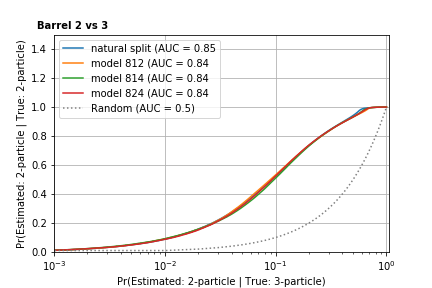 Barrel 2 vs 3
natural split (AUC = 0.85
model 812 (AUC = 0.84
model 814 (AUC = 0.84
model 824 (AUC = 0.84
Random (AUC = 0.5)
Pr(Estimated: 2-particle | True: 2-particle)
1.4
1.2
1.0
0.8
0.6
0.4
0.2
0.0
10⁻³ 10⁻² 10⁻¹ 10⁰
Pr(Estimated: 2-particle | True: 3-particle)